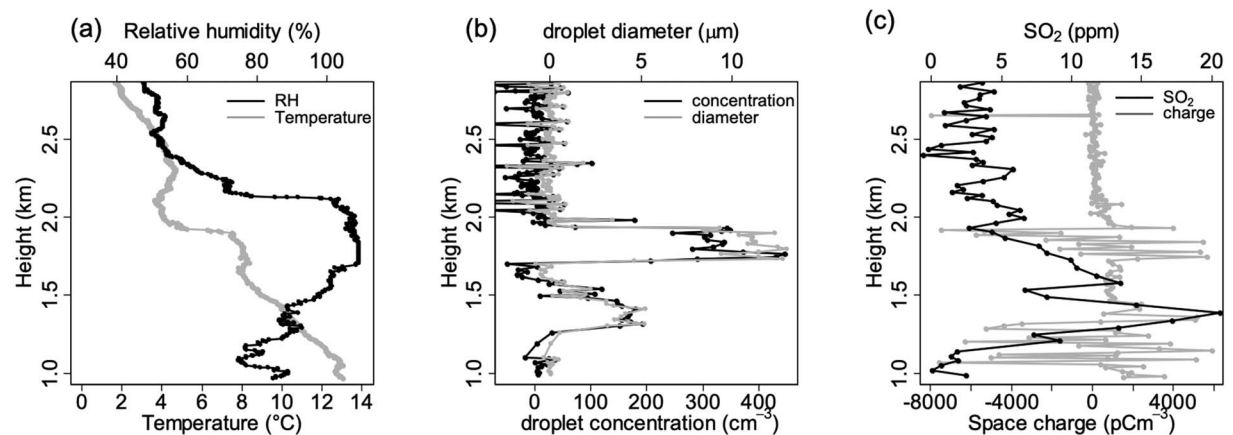 (a)
Relative humidity (%)
40 60 80 100
RH
Temperature
Height (km)
1.0 1.5 2.0 2.5
0 2 4 6 8 10 12 14
Temperature (°C)
(b)
droplet diameter (μm)
0 5 10
concentration
diameter
Height (km)
1.0 1.5 2.0 2.5
0 100 200 300 400
droplet concentration (cm⁻³)
(c)
SO₂ (ppm)
0 5 10 15 20
SO₂
charge
Height (km)
1.0 1.5 2.0 2.5
-8000 -4000 0 4000
Space charge (pCm⁻³)